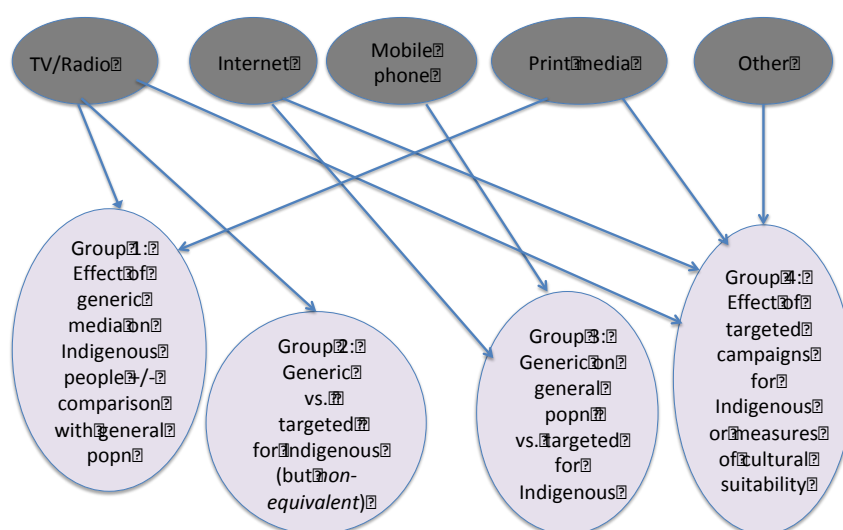 TV/Radio
Internet
Mobile
phone
Print media
Other
Group 1:
Effect of
generic
media on
Indigenous
people +/-
comparison
with general
popn
Group 2:
Generic
vs.
targeted
for Indigenous
(but non-
equivalent)
Group 3:
Generic on
general
popn
vs. targeted
for
Indigenous
Group 4:
Effect of
targeted
campaigns
for
Indigenous
or measures
of cultural
suitability